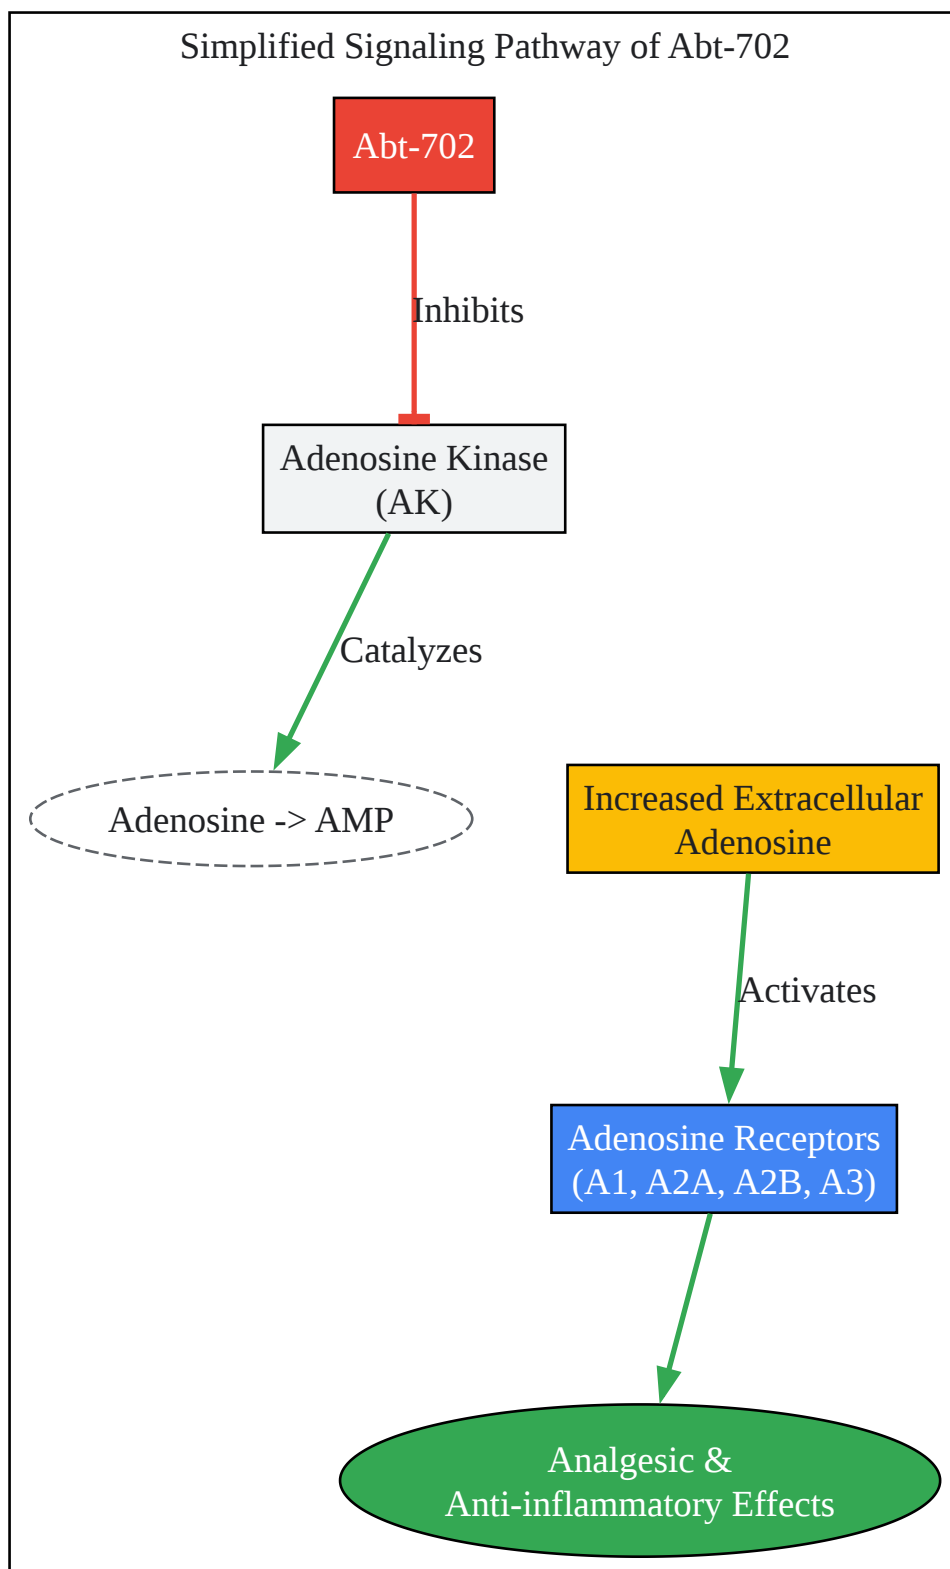 Simplified Signaling Pathway of Abt-702
Abt-702
Inhibits
Adenosine Kinase
(AK)
Catalyzes
Adenosine -> AMP
Increased Extracellular
Adenosine
Activates
Adenosine Receptors
(A1, A2A, A2B, A3)
Analgesic &
Anti-inflammatory Effects